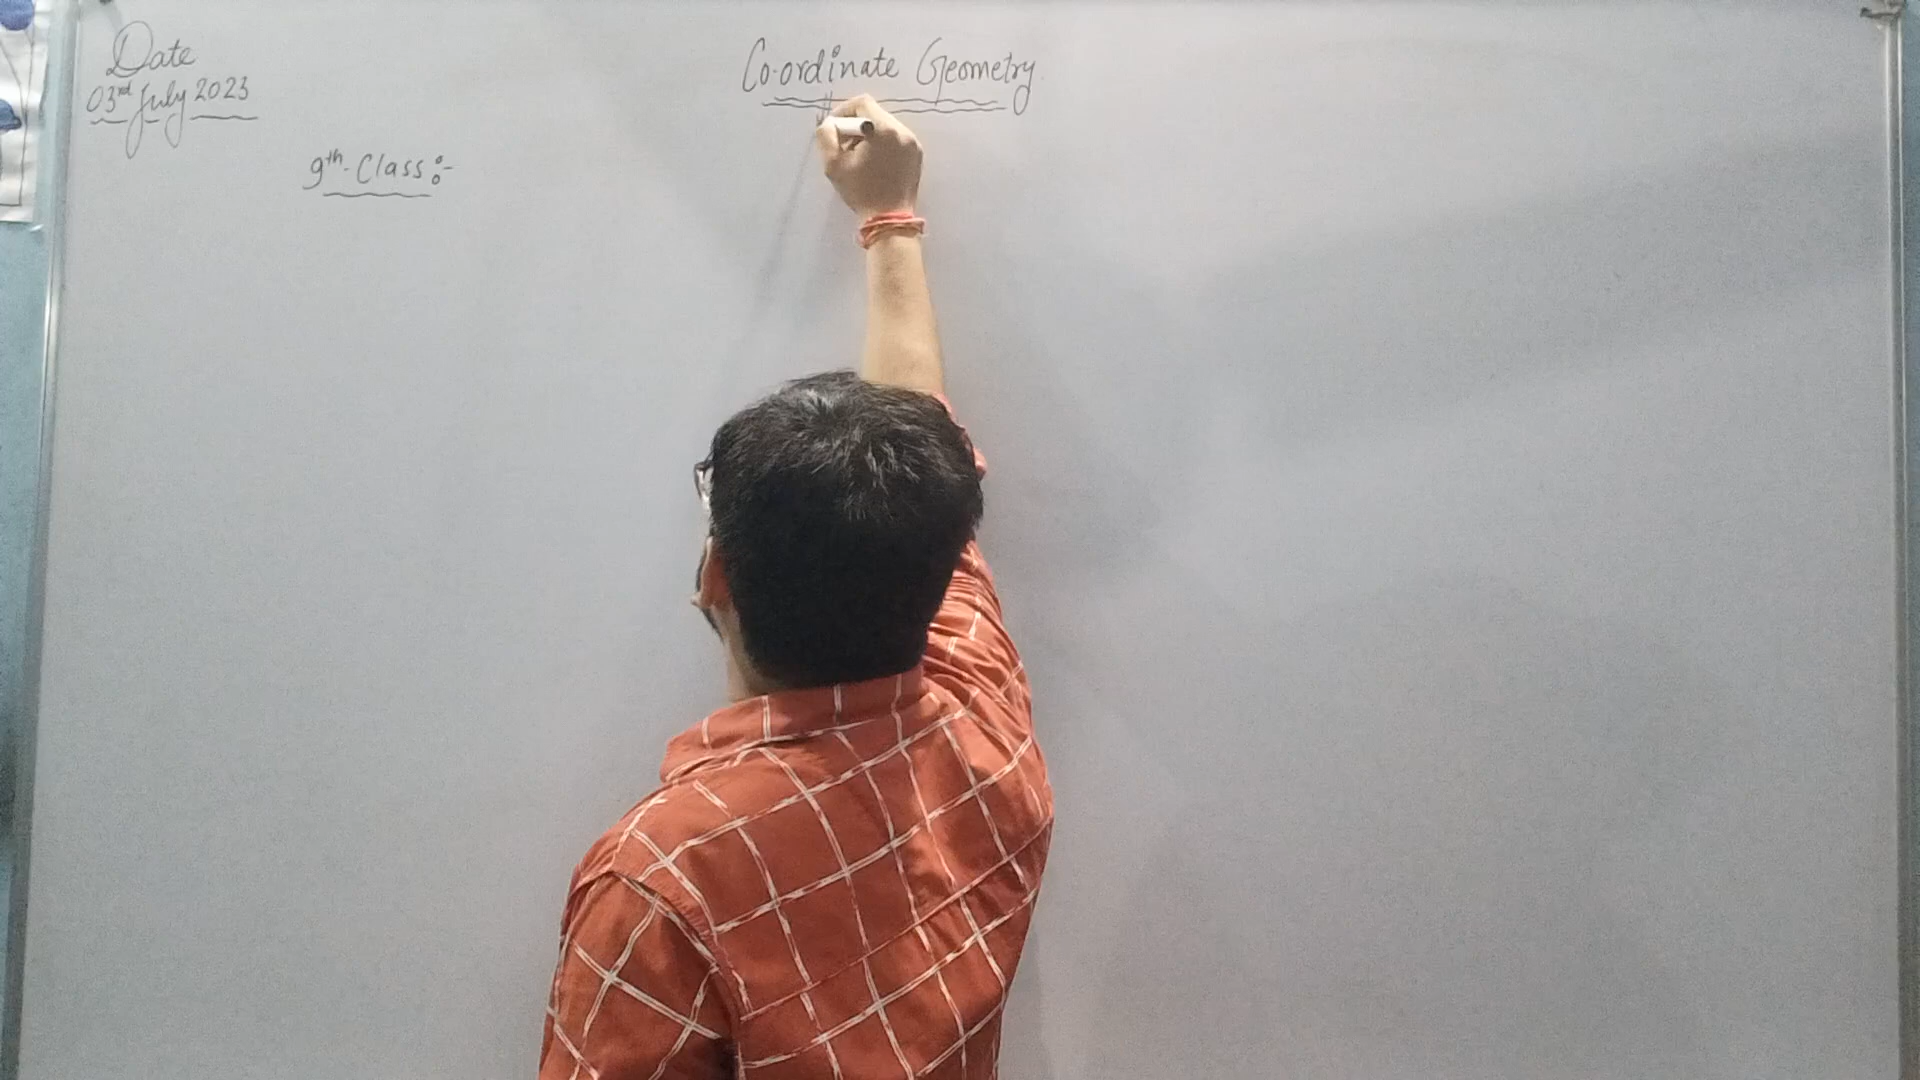 Date
03rd July 2023
Co-ordinate Geometry
9th. Class :-